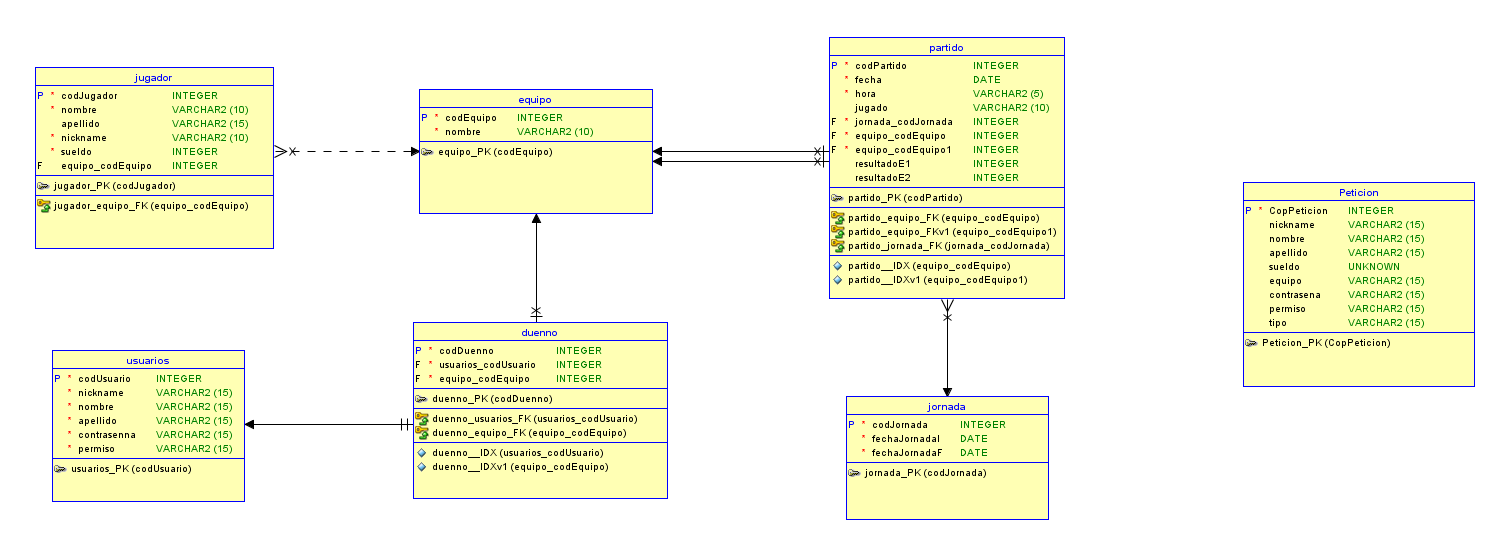 jugador
P * codJugador INTEGER
* nombre VARCHAR2 (10)
apellido VARCHAR2 (15)
* nickname VARCHAR2 (10)
* sueldo INTEGER
F equipo_codEquipo INTEGER
jugador_PK (codJugador)
jugador_equipo_FK (equipo_codEquipo)
equipo
P * codEquipo INTEGER
* nombre VARCHAR2 (10)
equipo_PK (codEquipo)
partido
P * codPartido INTEGER
* fecha DATE
* hora VARCHAR2 (5)
jugado VARCHAR2 (10)
F * jornada_codJornada INTEGER
F * equipo_codEquipo INTEGER
F * equipo_codEquipo1 INTEGER
resultadoE1 INTEGER
resultadoE2 INTEGER
partido_PK (codPartido)
partido_equipo_FK (equipo_codEquipo)
partido_equipo_FKv1 (equipo_codEquipo1)
partido_jornada_FK (jornada_codJornada)
partido__IDX (equipo_codEquipo)
partido__IDXv1 (equipo_codEquipo1)
Peticion
P * CopPeticion INTEGER
nickname VARCHAR2 (15)
nombre VARCHAR2 (15)
apellido VARCHAR2 (15)
sueldo UNKNOWN
equipo VARCHAR2 (15)
contrasena VARCHAR2 (15)
permiso VARCHAR2 (15)
tipo VARCHAR2 (15)
Peticion_PK (CopPeticion)
usuarios
P * codUsuario INTEGER
* nickname VARCHAR2 (15)
* nombre VARCHAR2 (15)
* apellido VARCHAR2 (15)
* contrasenna VARCHAR2 (15)
* permiso VARCHAR2 (15)
usuarios_PK (codUsuario)
duenno
P * codDuenno INTEGER
F * usuarios_codUsuario INTEGER
F * equipo_codEquipo INTEGER
duenno_PK (codDuenno)
duenno_usuarios_FK (usuarios_codUsuario)
duenno_equipo_FK (equipo_codEquipo)
duenno__IDX (usuarios_codUsuario)
duenno__IDXv1 (equipo_codEquipo)
jornada
P * codJornada INTEGER
* fechaJornadaI DATE
* fechaJornadaF DATE
jornada_PK (codJornada)